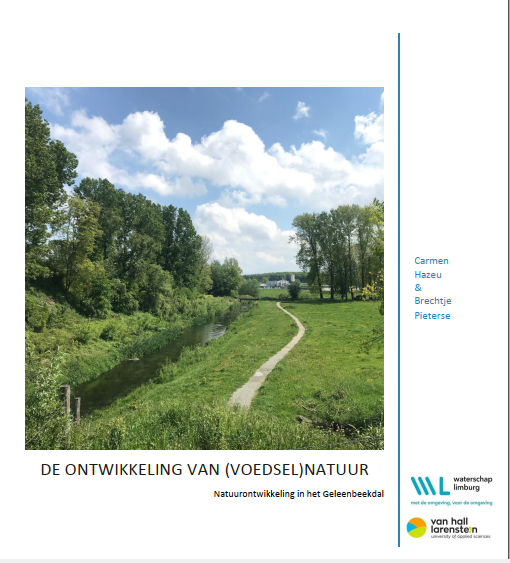 Carmen
Hazeu
&
Brechtje
Pieterse
DE ONTWIKKELING VAN (VOEDSEL)NATUUR
Natuurontwikkeling in het Geleenbeekdal
waterschap
limburg
met de omgeving, voor de omgeving
van hall
larenstein
university of applied sciences